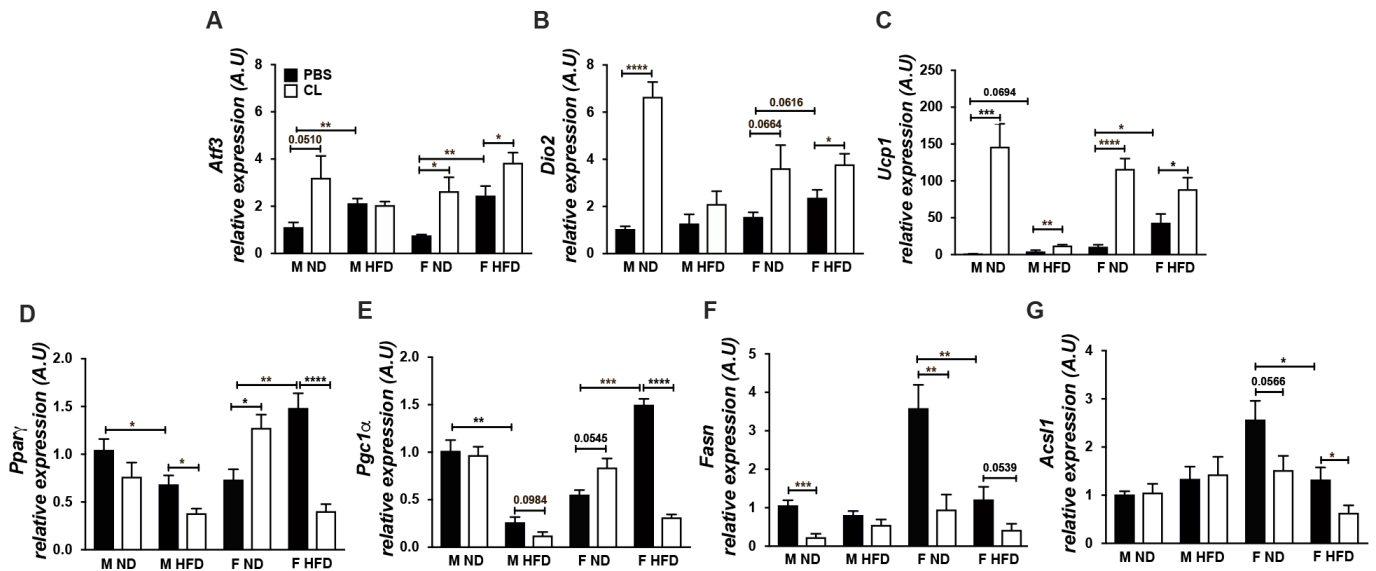 A
Atf3
relative expression (A.U)
8
6
4
2
0
PBS
CL
0.0510
**
**
*
*
M ND M HFD F ND F HFD
B
Dio2
relative expression (A.U)
8
6
4
2
0
****
0.0616
0.0664
*
M ND M HFD F ND F HFD
C
Ucp1
relative expression (A.U)
250
200
150
100
50
0
0.0694
***
**
*
****
*
M ND M HFD F ND F HFD
D
Pparγ
relative expression (A.U)
2.0
1.5
1.0
0.5
0.0
*
*
**
*
****
M ND M HFD F ND F HFD
E
Pgc1α
relative expression (A.U)
2.0
1.5
1.0
0.5
0.0
**
0.0984
***
0.0545
****
M ND M HFD F ND F HFD
F
Fasn
relative expression (A.U)
5
4
3
2
1
0
***
**
**
0.0539
M ND M HFD F ND F HFD
G
Acsl1
relative expression (A.U)
4
3
2
1
0
*
0.0566
*
M ND M HFD F ND F HFD